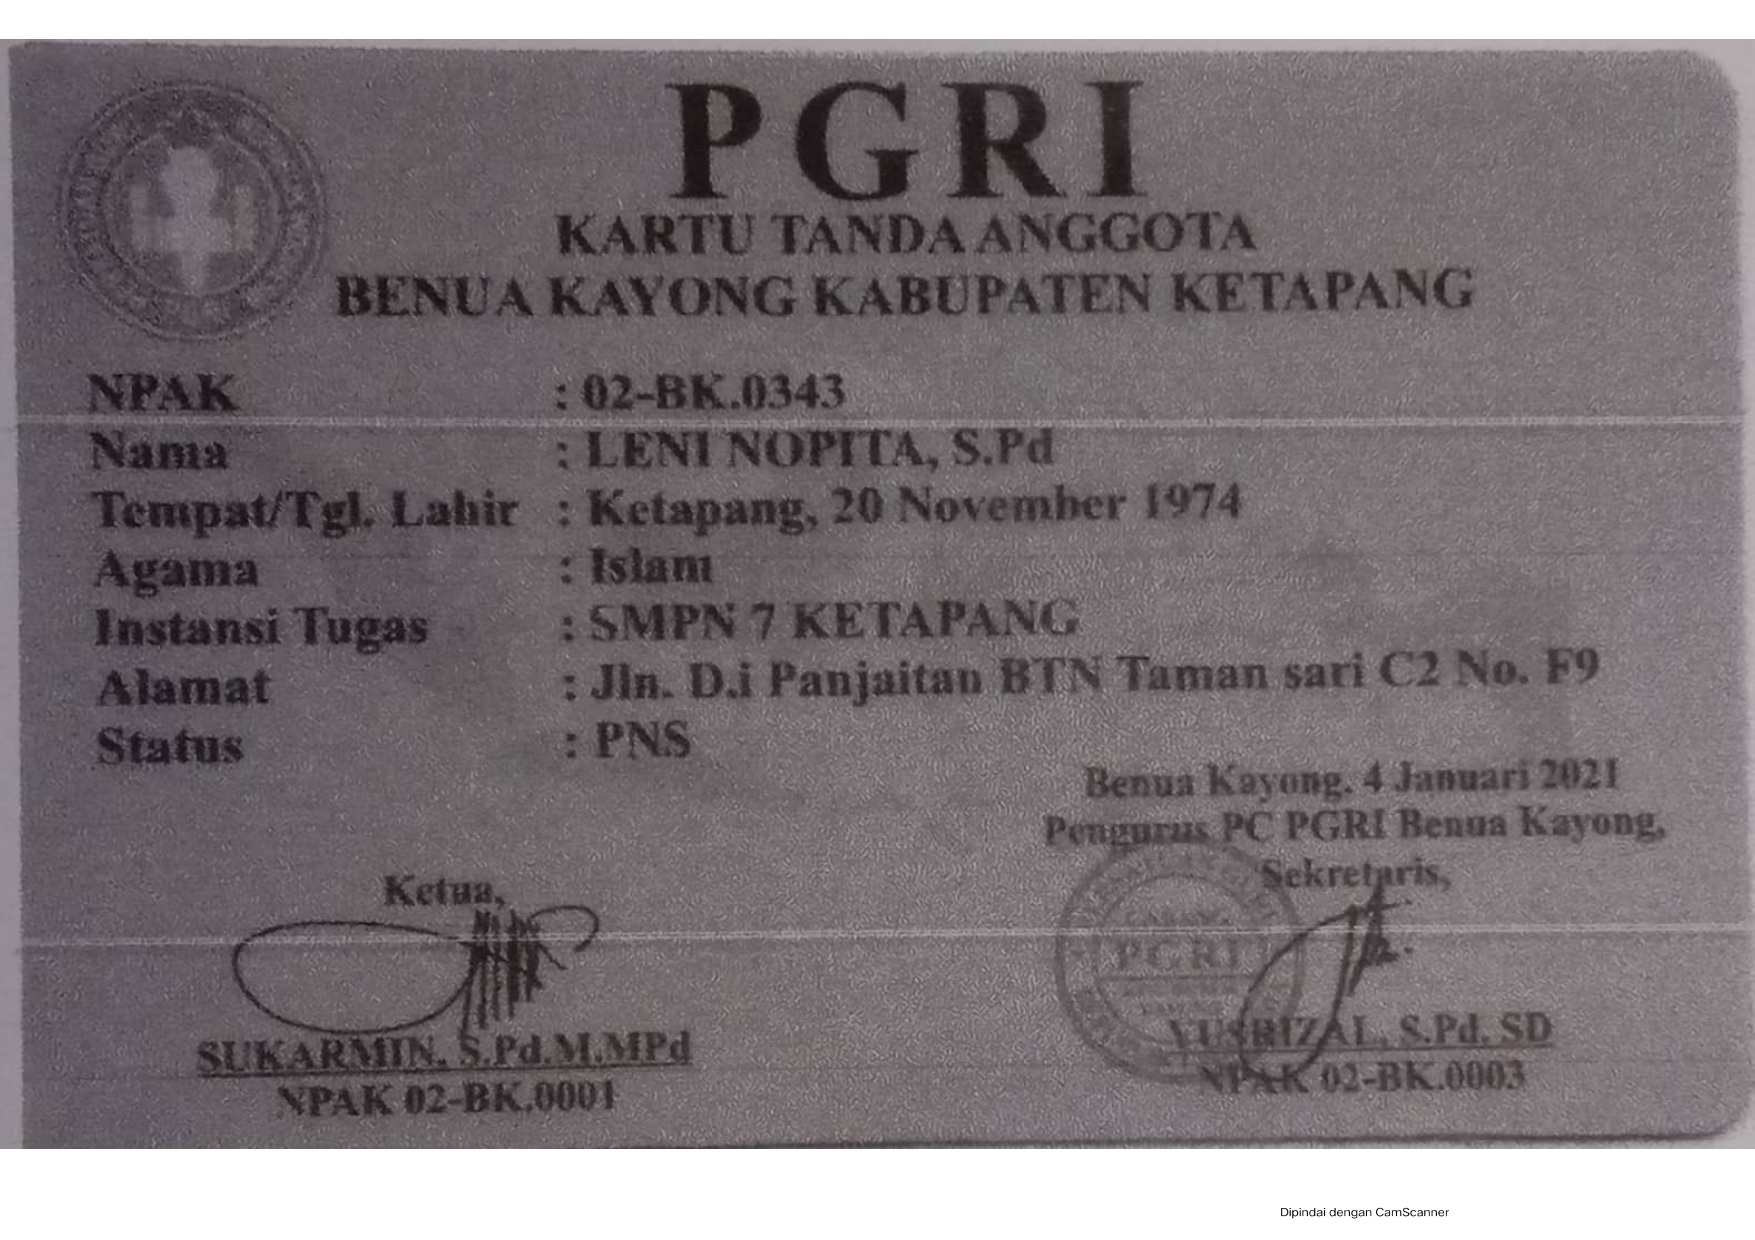 PGRI
KARTU TANDA ANGGOTA
BENUA KAYONG KABUPATEN KETAPANG
NPAK : 02-BK.0343
Nama : LENI NOPITA, S.Pd
Tempat/Tgl. Lahir : Ketapang, 20 November 1974
Agama : Islam
Instansi Tugas : SMPN 7 KETAPANG
Alamat : Jln. D.i Panjaitan BTN Taman sari C2 No. F9
Status : PNS
Benua Kayong, 4 Januari 2021
Pengurus PC PGRI Benua Kayong,
Ketua,
Sekretaris,
CABANG
PGRI
SUKARMIN, S.Pd.M.MPd
NPAK 02-BK.0001
YUSRIZAL, S.Pd. SD
NPAK 02-BK.0003
Dipindai dengan CamScanner